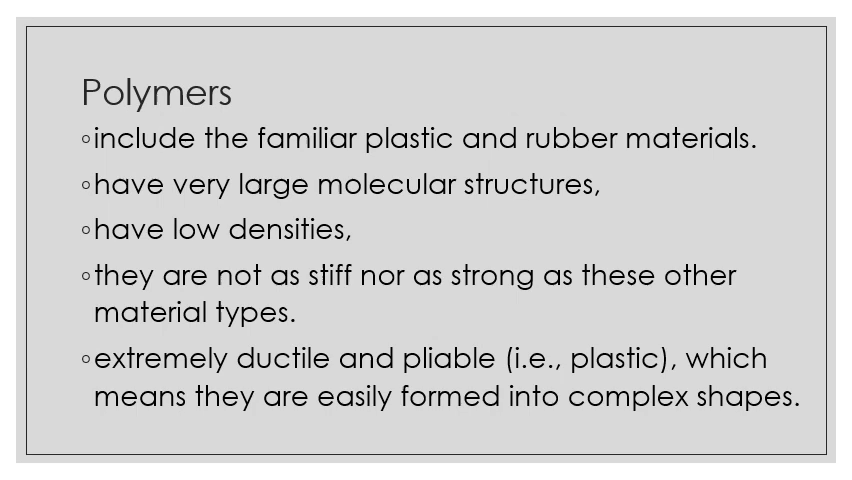 Polymers
◦include the familiar plastic and rubber materials.
◦have very large molecular structures,
◦have low densities,
◦they are not as stiff nor as strong as these other
material types.
◦extremely ductile and pliable (i.e., plastic), which
means they are easily formed into complex shapes.